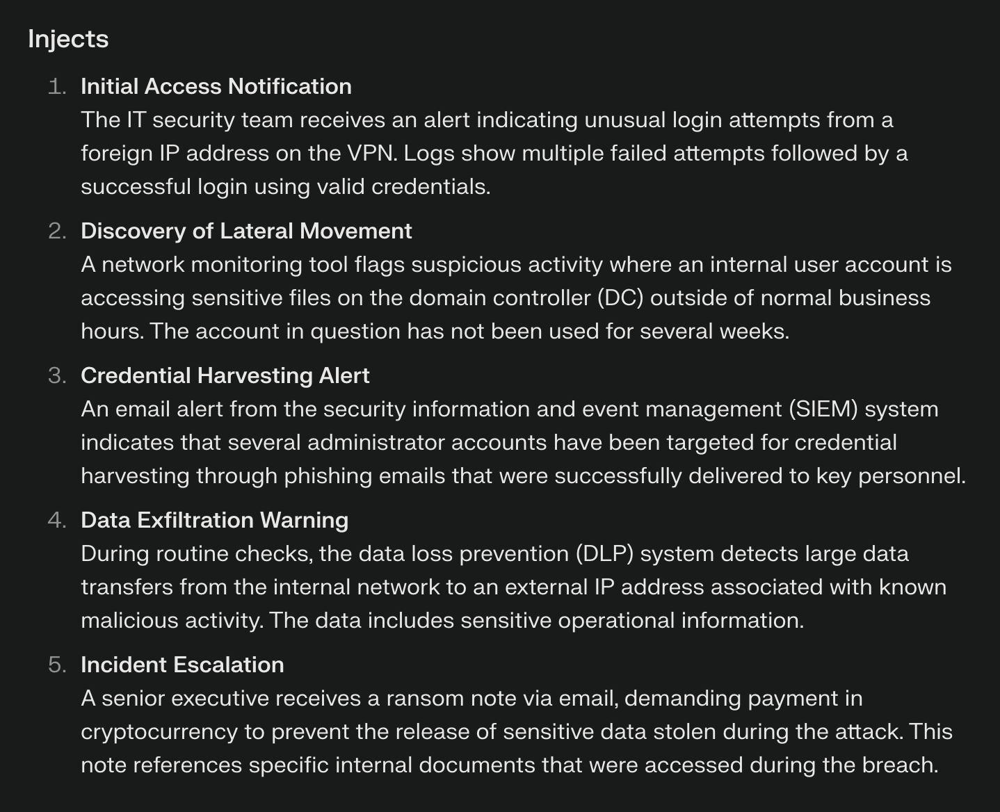 Injects
1. Initial Access Notification
The IT security team receives an alert indicating unusual login attempts from a
foreign IP address on the VPN. Logs show multiple failed attempts followed by a
successful login using valid credentials.
2. Discovery of Lateral Movement
A network monitoring tool flags suspicious activity where an internal user account is
accessing sensitive files on the domain controller (DC) outside of normal business
hours. The account in question has not been used for several weeks.
3. Credential Harvesting Alert
An email alert from the security information and event management (SIEM) system
indicates that several administrator accounts have been targeted for credential
harvesting through phishing emails that were successfully delivered to key personnel.
4. Data Exfiltration Warning
During routine checks, the data loss prevention (DLP) system detects large data
transfers from the internal network to an external IP address associated with known
malicious activity. The data includes sensitive operational information.
5. Incident Escalation
A senior executive receives a ransom note via email, demanding payment in
cryptocurrency to prevent the release of sensitive data stolen during the attack. This
note references specific internal documents that were accessed during the breach.